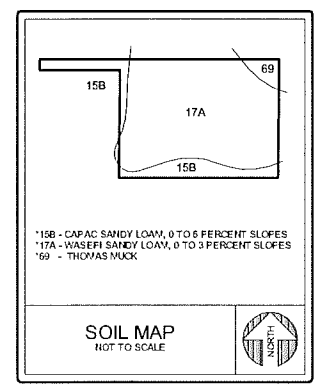 69
15B
17A
15B
*15B - CAPAC SANDY LOAM, 0 TO 6 PERCENT SLOPES
*17A - WASEPI SANDY LOAM, 0 TO 3 PERCENT SLOPES
*69 - THOMAS MUCK
SOIL MAP
NOT TO SCALE
NORTH